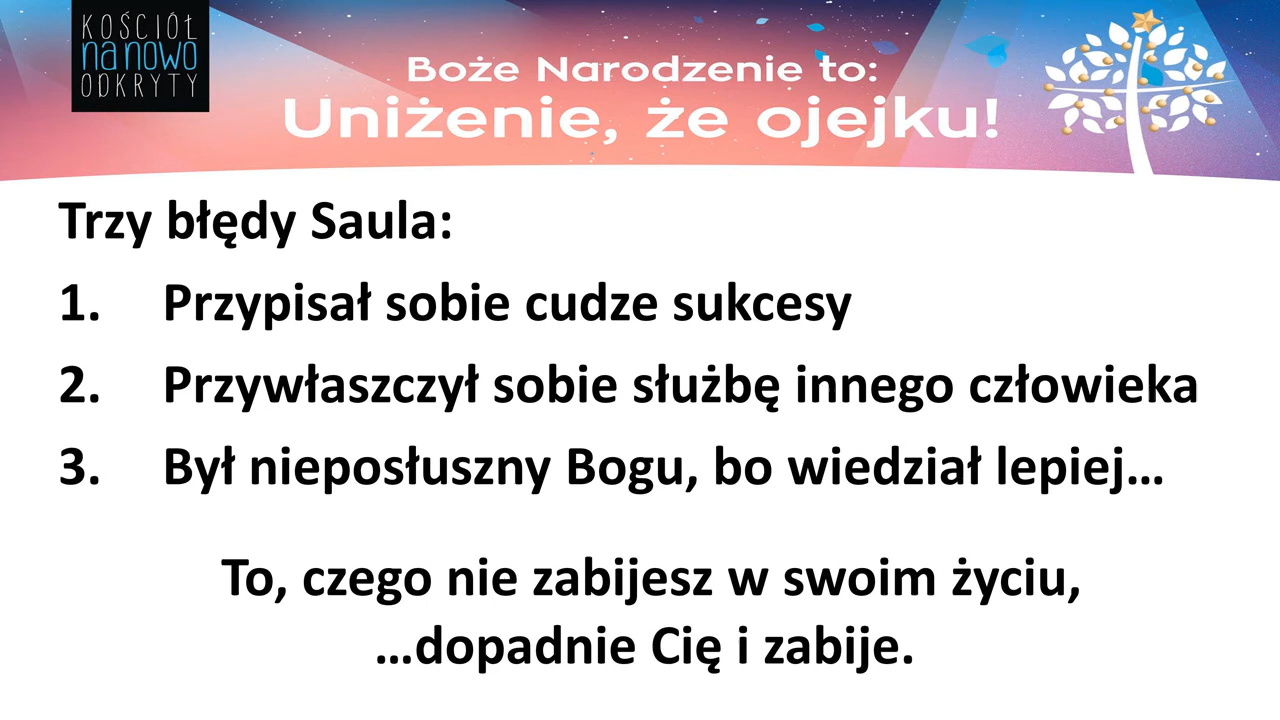 KOŚCIÓŁ
nanowo
ODKRYTY
Boże Narodzenie to:
Uniżenie, że ojejku!
Trzy błędy Saula:
1. Przypisał sobie cudze sukcesy
2. Przywłaszczył sobie służbę innego człowieka
3. Był nieposłuszny Bogu, bo wiedział lepiej...
To, czego nie zabijesz w swoim życiu,
...dopadnie Cię i zabije.